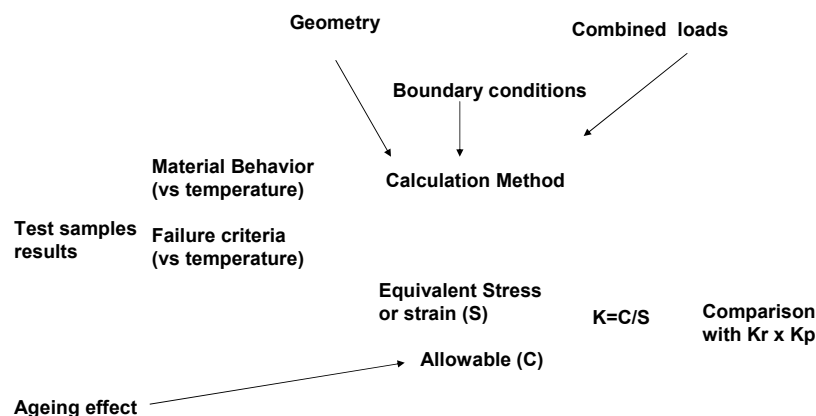 Geometry
Combined loads
Boundary conditions
Material Behavior
(vs temperature)
Calculation Method
Test samples
results
Failure criteria
(vs temperature)
Equivalent Stress
or strain (S)
K=C/S
Comparison
with Kr x Kp
Allowable (C)
Ageing effect